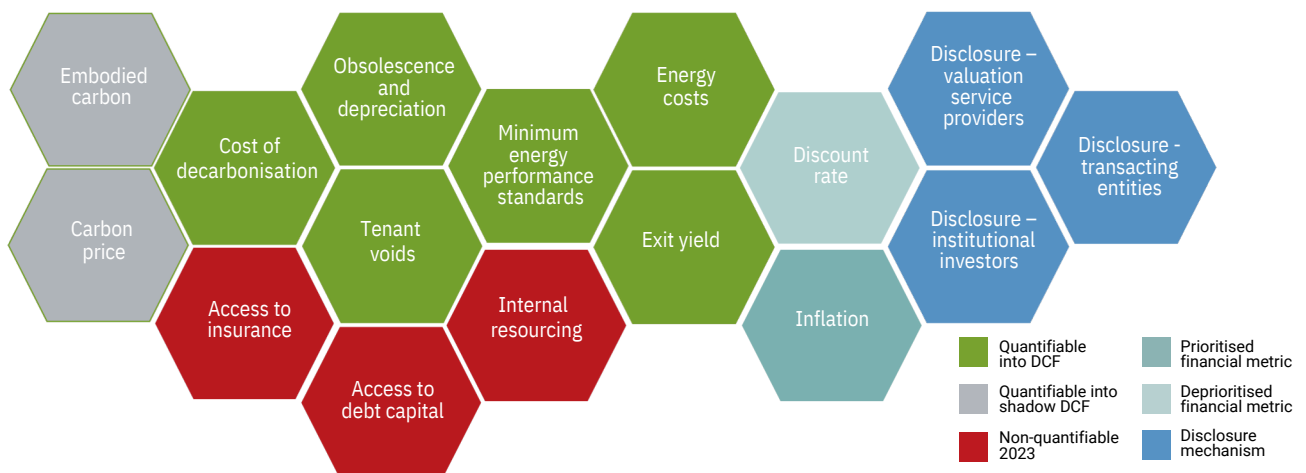 Embodied
carbon
Carbon
price
Cost of
decarbonisation
Access to
insurance
Obsolescence
and
depreciation
Tenant
voids
Access to
debt capital
Minimum
energy
performance
standards
Internal
resourcing
Energy
costs
Exit yield
Discount
rate
Inflation
Disclosure –
valuation
service
providers
Disclosure –
institutional
investors
Disclosure -
transacting
entities
Quantifiable
into DCF
Quantifiable into
shadow DCF
Non-quantifiable
2023
Prioritised
financial metric
Deprioritised
financial metric
Disclosure
mechanism